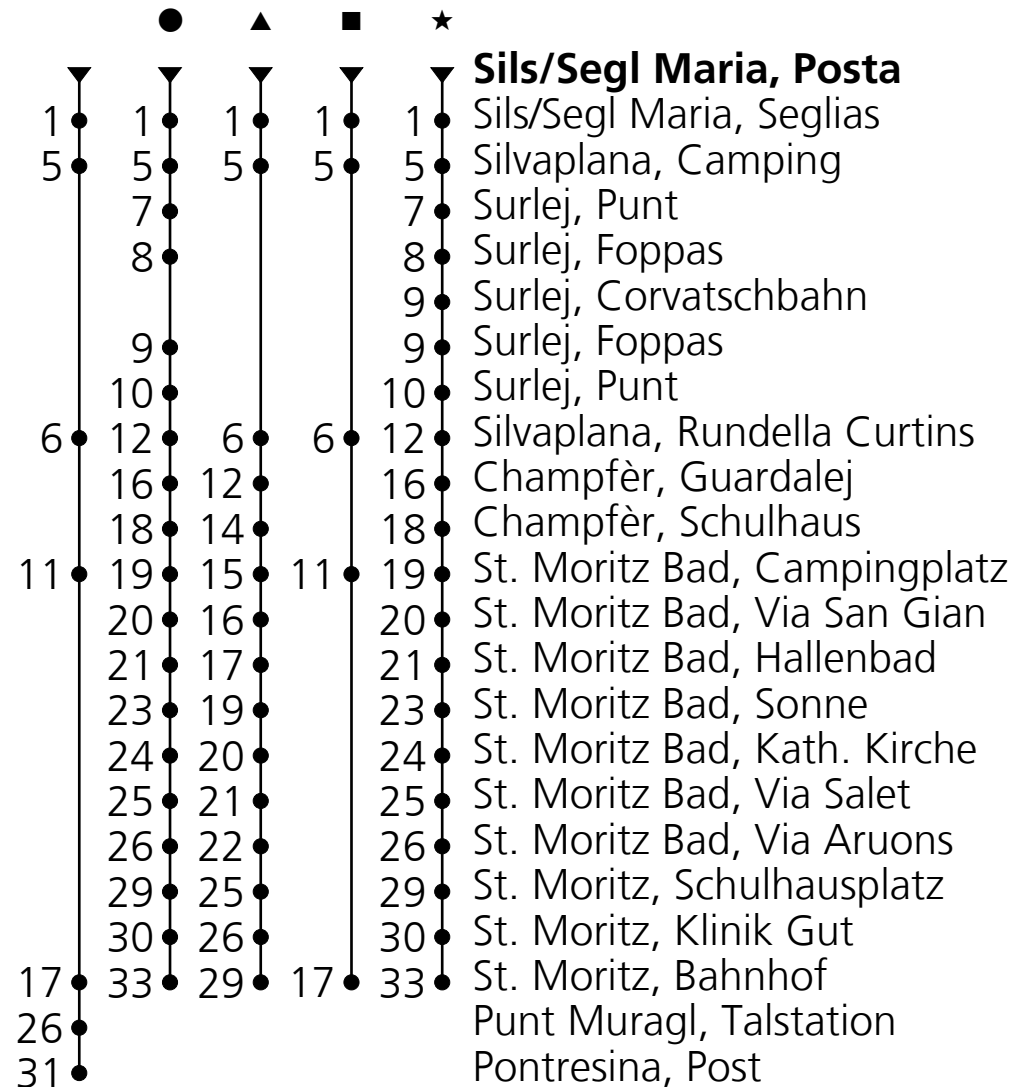 ● ▲ ■ ★
Sils/Segl Maria, Posta
1 1 1 1 1 Sils/Segl Maria, Seglias
5 5 5 5 5 Silvaplana, Camping
7 7 Surlej, Punt
8 8 Surlej, Foppas
9 Surlej, Corvatschbahn
9 9 Surlej, Foppas
10 10 Surlej, Punt
6 12 6 6 12 Silvaplana, Rundella Curtins
16 12 16 Champfèr, Guardalej
18 14 18 Champfèr, Schulhaus
11 19 15 11 19 St. Moritz Bad, Campingplatz
20 16 20 St. Moritz Bad, Via San Gian
21 17 21 St. Moritz Bad, Hallenbad
23 19 23 St. Moritz Bad, Sonne
24 20 24 St. Moritz Bad, Kath. Kirche
25 21 25 St. Moritz Bad, Via Salet
26 22 26 St. Moritz Bad, Via Aruons
29 25 29 St. Moritz, Schulhausplatz
30 26 30 St. Moritz, Klinik Gut
17 33 29 17 33 St. Moritz, Bahnhof
26 Punt Muragl, Talstation
31 Pontresina, Post